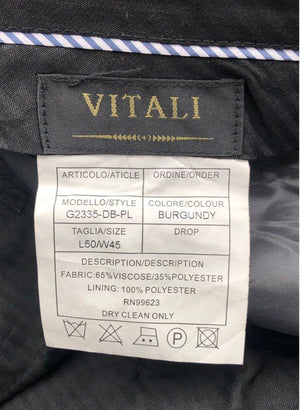 VITALI
ARTICOLO/ATICLE ORDINE/ORDER
MODELLO/STYLE COLORE/COLOUR
G2335-DB-PL BURGUNDY
TAGLIA/SIZE DROP
L50/W45
DESCRIPTION/DESCRIPTION
FABRIC:65%VISCOSE/35%POLYESTER
LINING: 100% POLYESTER
RN99623
DRY CLEAN ONLY
P